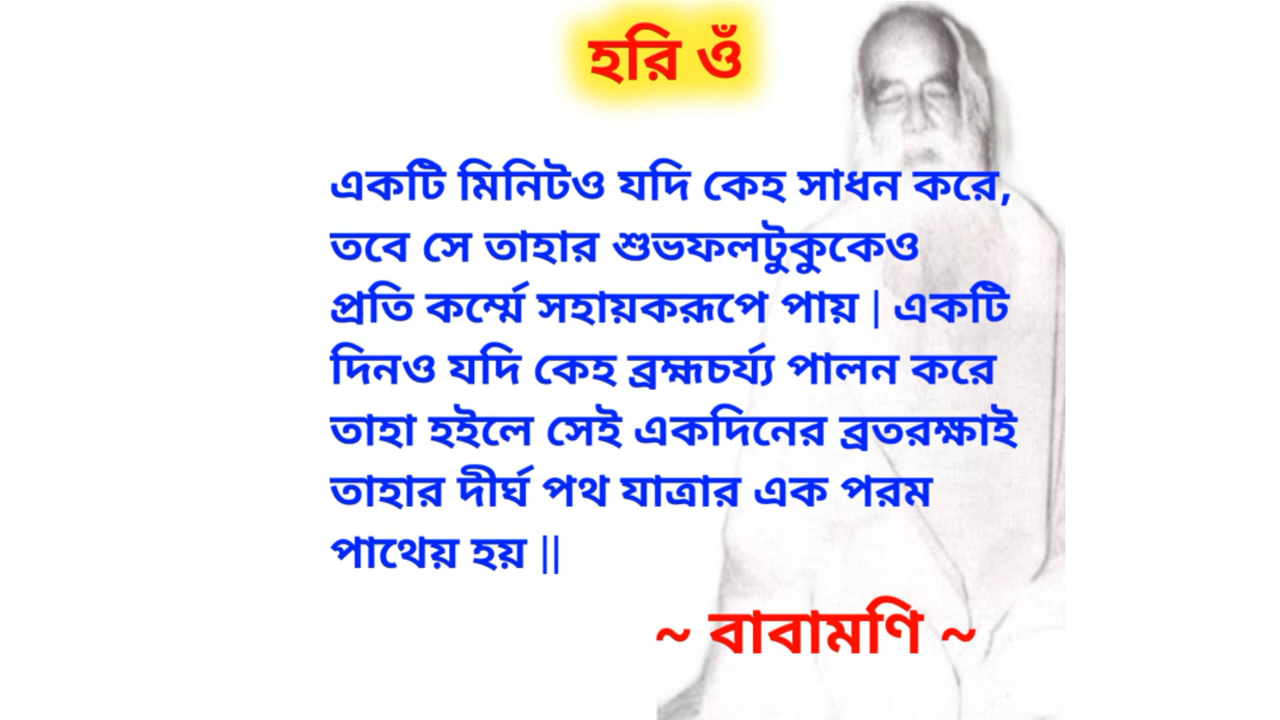 হরি ওঁ
একটি মিনিটও যদি কেহ সাধন করে,
তবে সে তাহার শুভফলটুকুকেও
প্রতি কর্ম্মে সহায়করূপে পায় | একটি
দিনও যদি কেহ ব্রহ্মচর্য্য পালন করে
তাহা হইলে সেই একদিনের ব্রতরক্ষাই
তাহার দীর্ঘ পথ যাত্রার এক পরম
পাথেয় হয় ||
~ বাবামণি ~